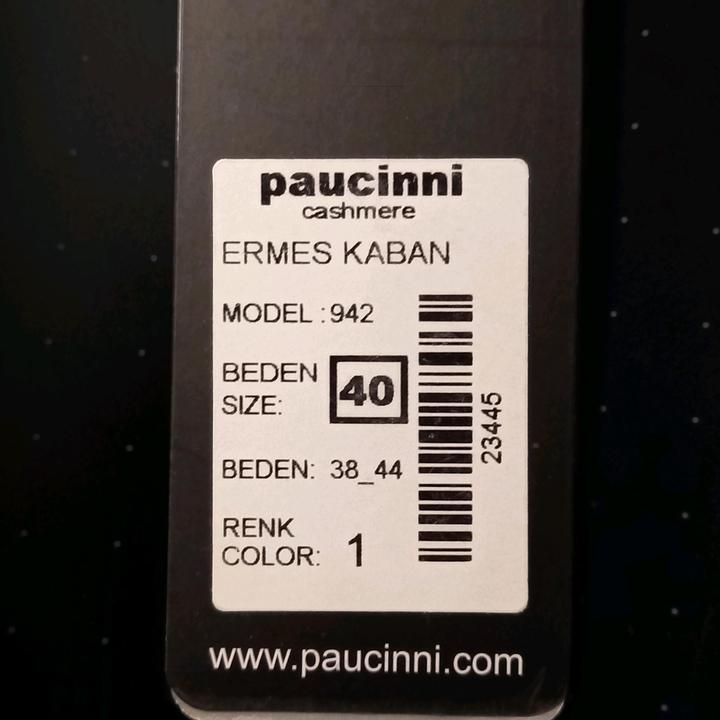 paucinni
cashmere
ERMES KABAN
MODEL : 942
BEDEN
SIZE: 40
BEDEN: 38_44
RENK
COLOR: 1
23445
www.paucinni.com